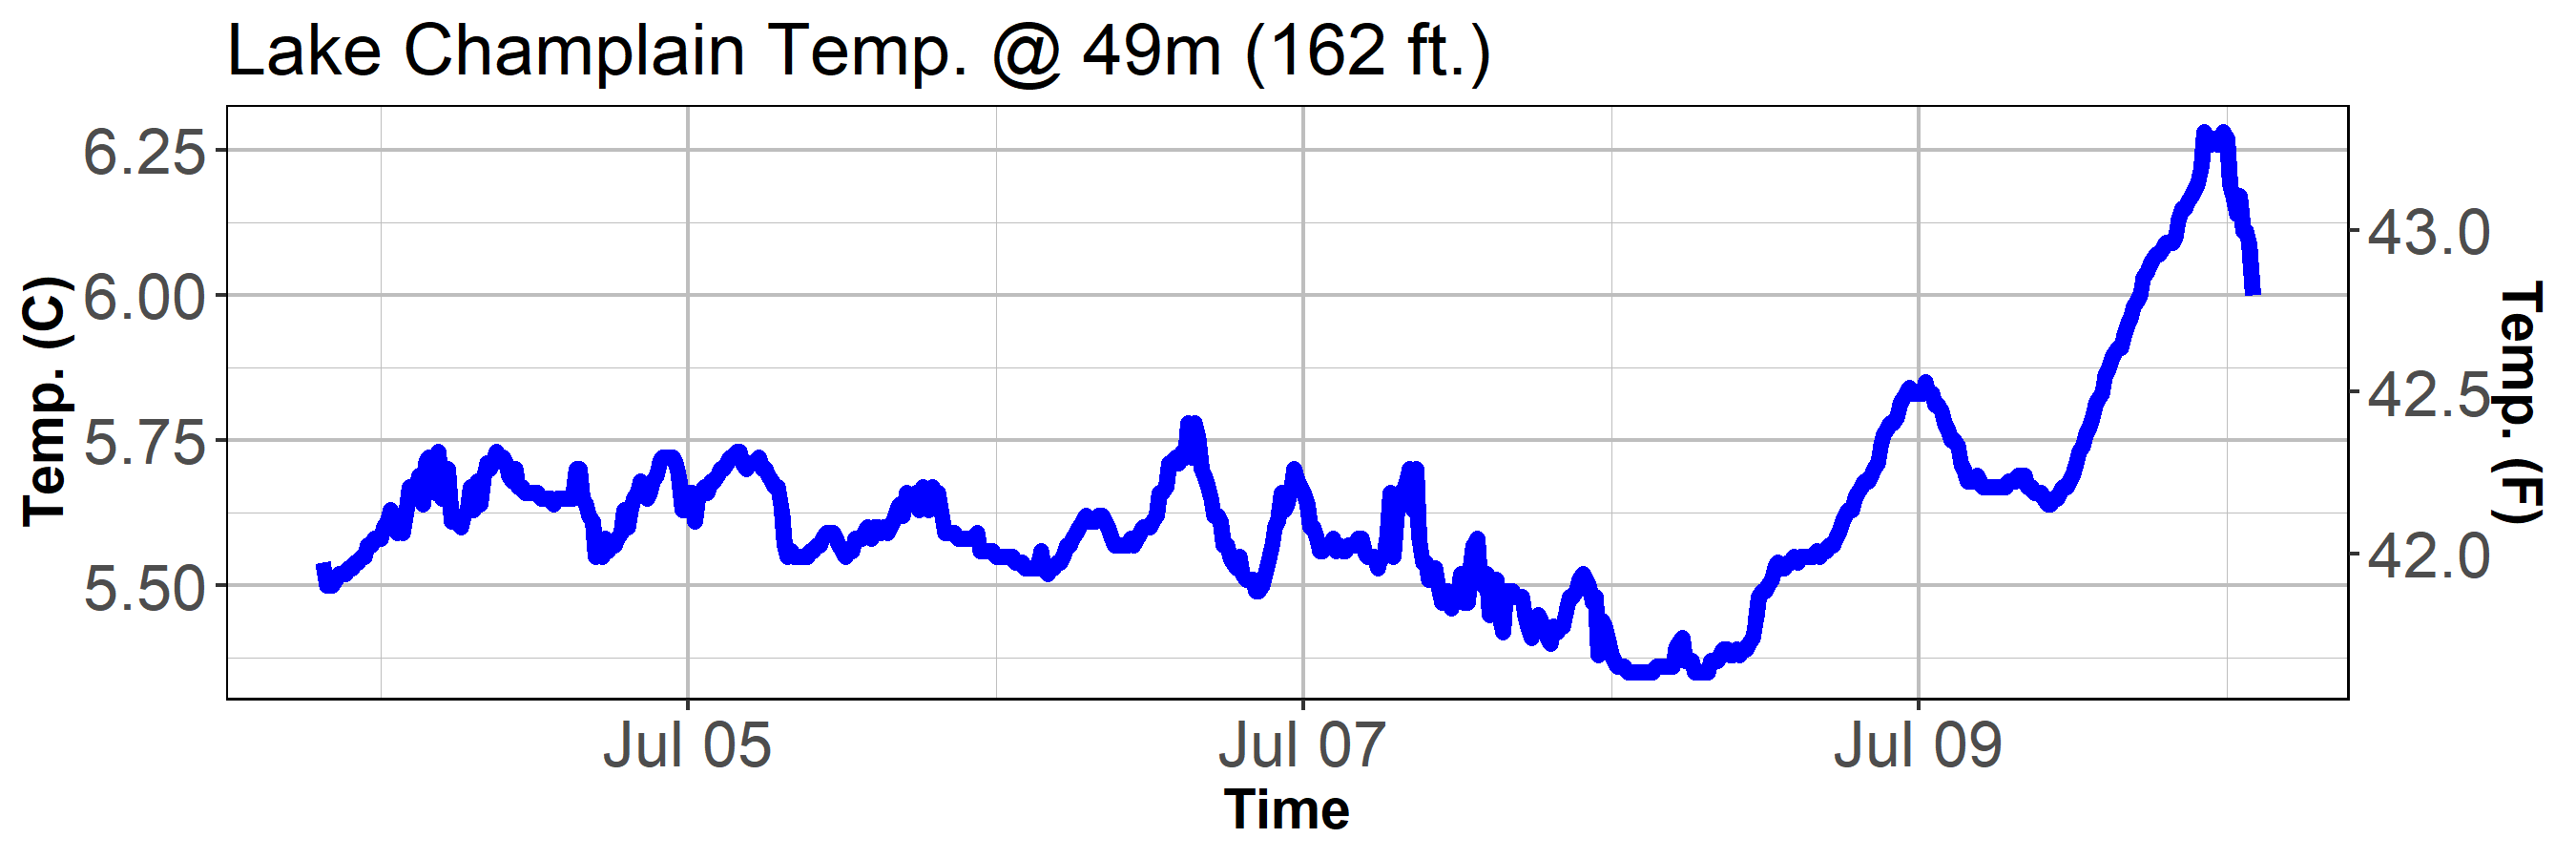 Lake Champlain Temp. @ 49m (162 ft.)
Temp. (C)
6.25
6.00
5.75
5.50
43.0
42.5
42.0
Temp. (F)
Jul 05
Jul 07
Jul 09
Time